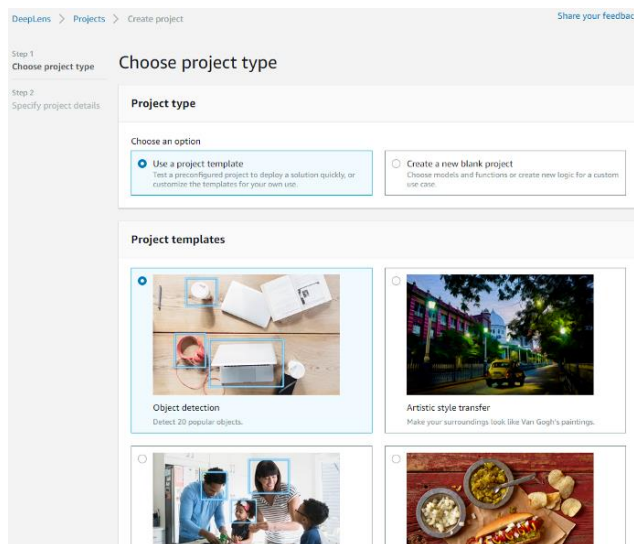 DeepLens > Projects > Create project
Share your feedbac
Step 1
Choose project type
Step 2
Specify project details
Choose project type
Project type
Choose an option
Use a project template
Test a preconfigured project to deploy a solution quickly, or
customize the templates for your own use.
Create a new blank project
Choose models and functions or create new logic for a custom
use case.
Project templates
Object detection
Detect 20 popular objects.
Artistic style transfer
Make your surroundings look like Van Gogh's paintings.